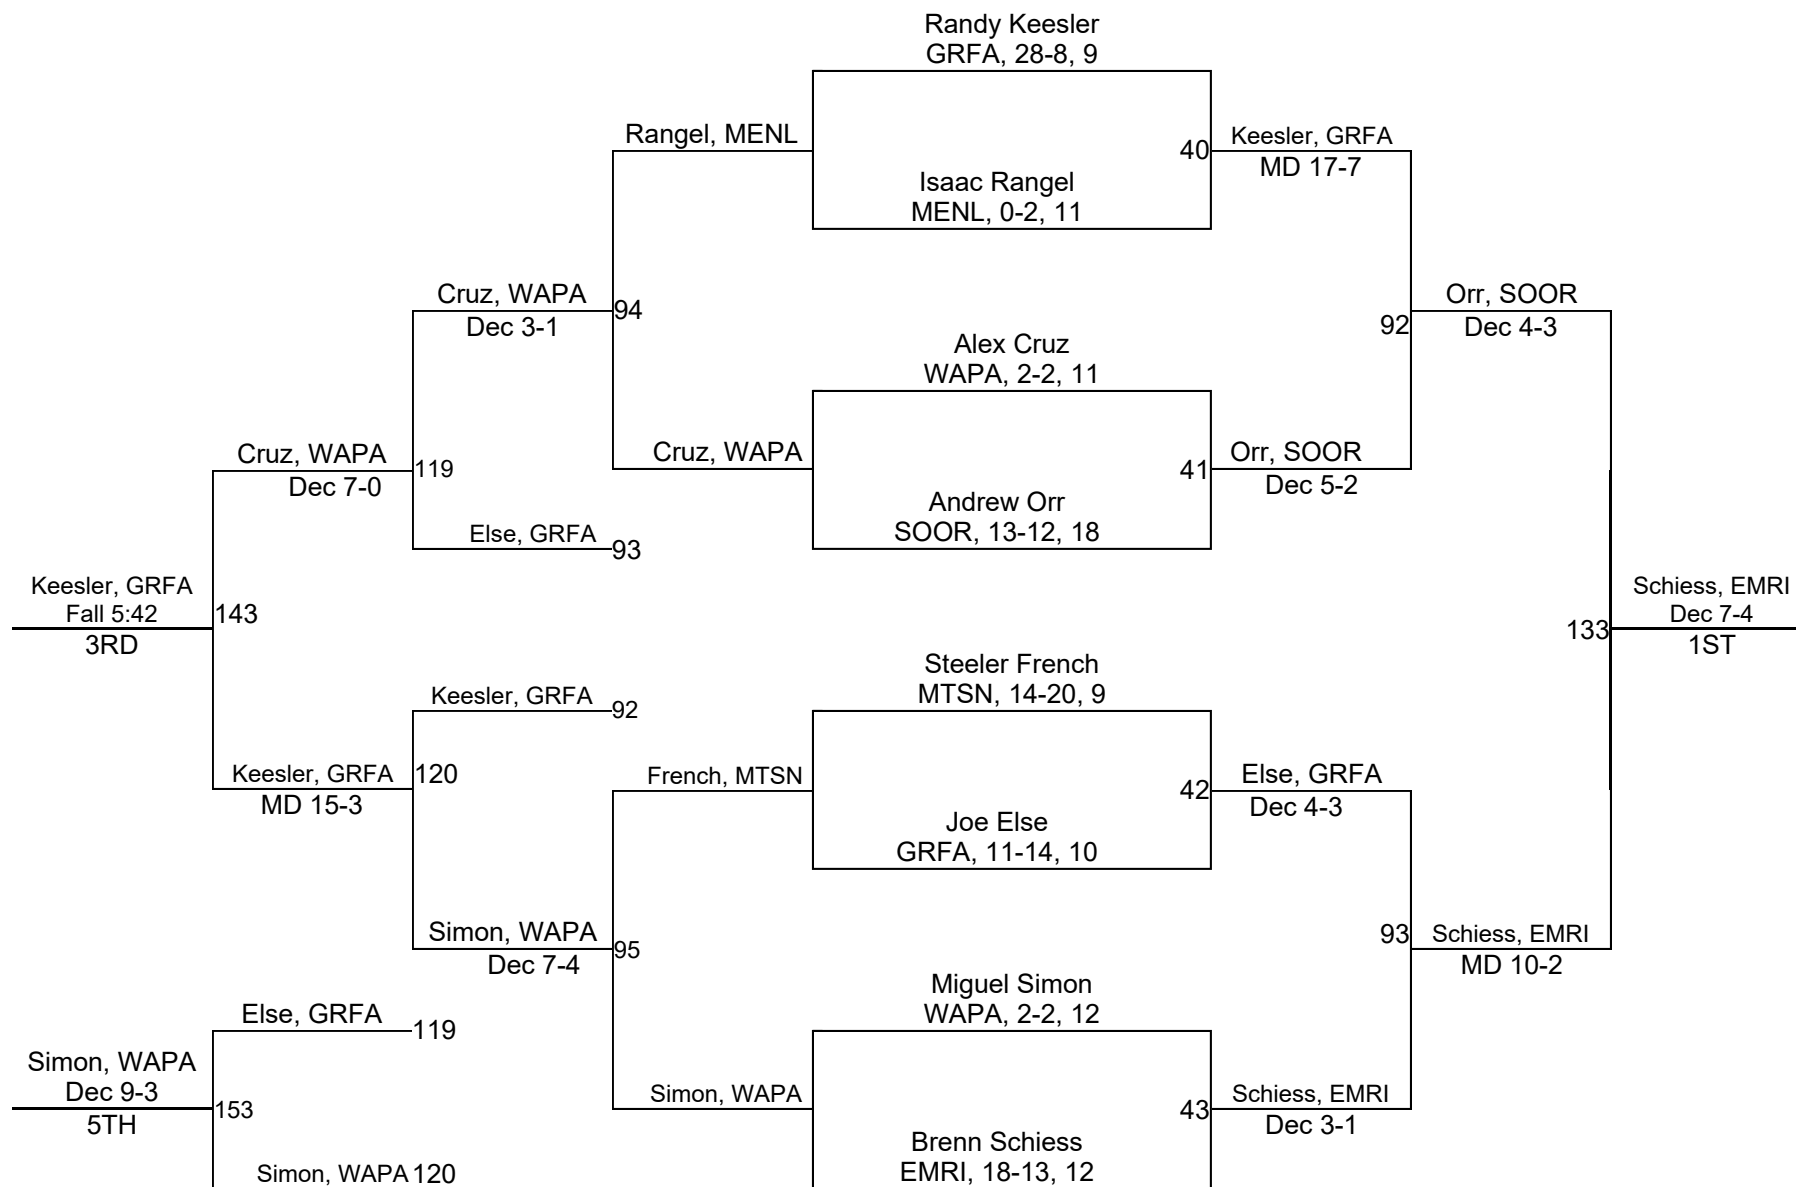 Randy Keesler
GRFA, 28-8, 9
Rangel, MENL
40
Keesler, GRFA
MD 17-7
Isaac Rangel
MENL, 0-2, 11
Cruz, WAPA
Dec 3-1
94
92
Orr, SOOR
Dec 4-3
Alex Cruz
WAPA, 2-2, 11
Cruz, WAPA
Dec 7-0
119
Cruz, WAPA
41
Orr, SOOR
Dec 5-2
Andrew Orr
SOOR, 13-12, 18
Else, GRFA
93
Keesler, GRFA
Fall 5:42
3RD
143
133
Schiess, EMRI
Dec 7-4
1ST
Steeler French
MTSN, 14-20, 9
Keesler, GRFA
92
Keesler, GRFA
MD 15-3
120
French, MTSN
42
Else, GRFA
Dec 4-3
Joe Else
GRFA, 11-14, 10
Simon, WAPA
Dec 7-4
95
93
Schiess, EMRI
MD 10-2
Miguel Simon
WAPA, 2-2, 12
Else, GRFA
119
Simon, WAPA
Dec 9-3
5TH
153
Simon, WAPA
43
Schiess, EMRI
Dec 3-1
Brenn Schiess
EMRI, 18-13, 12
Simon, WAPA
120